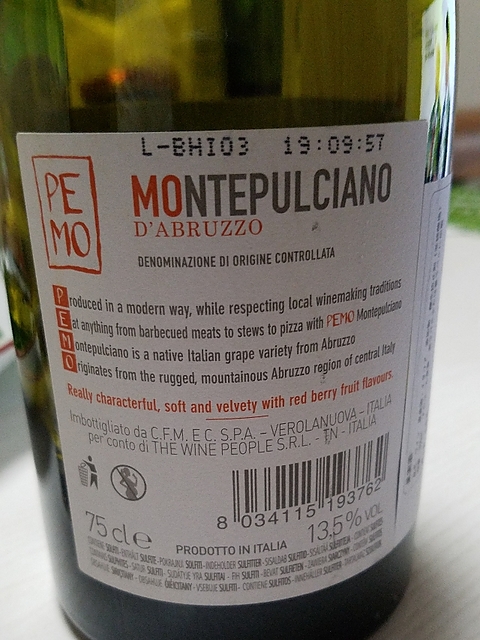 L-BHI03 19:09:57
PE
MO
MONTEPULCIANO
D'ABRUZZO
DENOMINAZIONE DI ORIGINE CONTROLLATA
Produced in a modern way, while respecting local winemaking traditions
Eat anything from barbecued meats to stews to pizza with PEMO Montepulciano
Montepulciano is a native Italian grape variety from Abruzzo
Originates from the rugged, mountainous Abruzzo region of central Italy
Really characterful, soft and velvety with red berry fruit flavours.
Imbottigliato da C.F.M. E C. S.P.A. - VEROLANUOVA - ITALIA
per conto di THE WINE PEOPLE S.R.L. - TN - ITALIA
8 034115 193762
75 cl e
PRODOTTO IN ITALIA
13,5% VOL